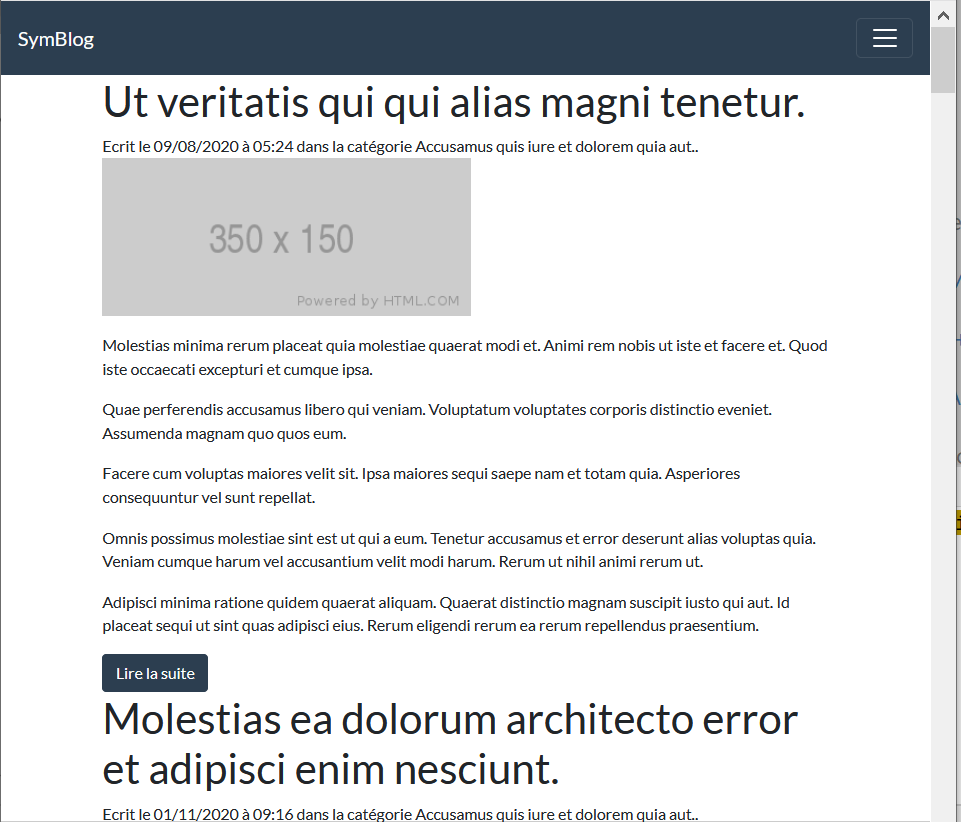 SymBlog
Ut veritatis qui qui alias magni tenetur.
Ecrit le 09/08/2020 à 05:24 dans la catégorie Accusamus quis iure et dolorem quia aut..
350 x 150
Powered by HTML.COM
Molestias minima rerum placeat quia molestiae quaerat modi et. Animi rem nobis ut iste et facere et. Quod
iste occaecati excepturi et cumque ipsa.
Quae perferendis accusamus libero qui veniam. Voluptatum voluptates corporis distinctio eveniet.
Assumenda magnam quo quos eum.
Facere cum voluptas maiores velit sit. Ipsa maiores sequi saepe nam et totam quia. Asperiores
consequuntur vel sunt repellat.
Omnis possimus molestiae sint est ut qui a eum. Tenetur accusamus et error deserunt alias voluptas quia.
Veniam cumque harum vel accusantium velit modi harum. Rerum ut nihil animi rerum ut.
Adipisci minima ratione quidem quaerat aliquam. Quaerat distinctio magnam suscipit iusto qui aut. Id
placeat sequi ut sint quas adipisci eius. Rerum eligendi rerum ea rerum repellendus praesentium.
Lire la suite
Molestias ea dolorum architecto error
et adipisci enim nesciunt.
Ecrit le 01/11/2020 à 09:16 dans la catégorie Accusamus quis iure et dolorem quia aut..